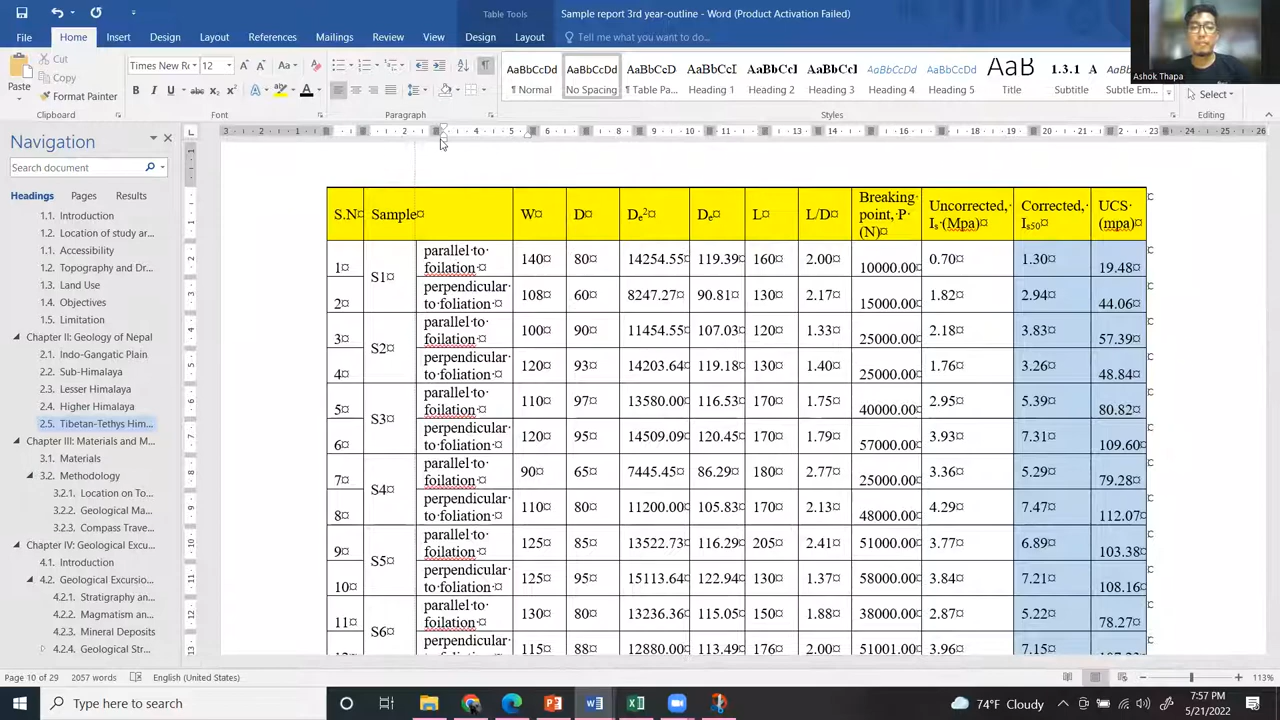 Table Tools
Sample report 3rd year-outline - Word (Product Activation Failed)
File Home Insert Design Layout References Mailings Review View Design Layout Tell me what you want to do...
Ashok Thapa
Paste
Cut
Copy
Format Painter
Times New Ro 12
AaBbCcDd AaBbCcDd AaBbCcDd AaBbCcI AaBbCcI AaBbCcI AaBbCcDd AaBbCcDd AaB 1.3.1 A
¶ Normal No Spacing ¶ Table Pa... Heading 1 Heading 2 Heading 3 Heading 4 Heading 5 Title Subtitle Subtle Em...
Select
Clipboard Font Paragraph Styles Editing
Navigation
Search document
Headings Pages Results
1.1. Introduction
1.2. Location of study ar...
1.1. Accessibility
1.2. Topography and Dr...
1.3. Land Use
1.4. Objectives
1.5. Limitation
Chapter II: Geology of Nepal
2.1. Indo-Gangatic Plain
2.2. Sub-Himalaya
2.3. Lesser Himalaya
2.4. Higher Himalaya
2.5. Tibetan-Tethys Him...
Chapter III: Materials and M...
3.1. Materials
3.2. Methodology
3.2.1. Location on To...
3.2.2. Geological Ma...
3.2.3. Compass Trave...
Chapter IV: Geological Excu...
4.1. Introduction
4.2. Geological Excursio...
4.2.1. Stratigraphy an...
4.2.2. Magmatism an...
4.2.3. Mineral Deposits
4.2.4. Geological Str...
S.N¤ Sample¤ W¤ D¤ De²¤ De¤ L¤ L/D¤ Breaking point, P (N)¤ Uncorrected, Is (Mpa)¤ Corrected, Is50¤ UCS (mpa)¤
1¤ S1¤ parallel to foilation ¤ 140¤ 80¤ 14254.55¤ 119.39¤ 160¤ 2.00¤ 10000.00¤ 0.70¤ 1.30¤ 19.48¤
2¤ perpendicular to foliation ¤ 108¤ 60¤ 8247.27¤ 90.81¤ 130¤ 2.17¤ 15000.00¤ 1.82¤ 2.94¤ 44.06¤
3¤ S2¤ parallel to foilation ¤ 100¤ 90¤ 11454.55¤ 107.03¤ 120¤ 1.33¤ 25000.00¤ 2.18¤ 3.83¤ 57.39¤
4¤ perpendicular to foliation ¤ 120¤ 93¤ 14203.64¤ 119.18¤ 130¤ 1.40¤ 25000.00¤ 1.76¤ 3.26¤ 48.84¤
5¤ S3¤ parallel to foilation ¤ 110¤ 97¤ 13580.00¤ 116.53¤ 170¤ 1.75¤ 40000.00¤ 2.95¤ 5.39¤ 80.82¤
6¤ perpendicular to foliation ¤ 120¤ 95¤ 14509.09¤ 120.45¤ 170¤ 1.79¤ 57000.00¤ 3.93¤ 7.31¤ 109.60¤
7¤ S4¤ parallel to foilation ¤ 90¤ 65¤ 7445.45¤ 86.29¤ 180¤ 2.77¤ 25000.00¤ 3.36¤ 5.29¤ 79.28¤
8¤ perpendicular to foliation ¤ 110¤ 80¤ 11200.00¤ 105.83¤ 170¤ 2.13¤ 48000.00¤ 4.29¤ 7.47¤ 112.07¤
9¤ S5¤ parallel to foilation ¤ 125¤ 85¤ 13522.73¤ 116.29¤ 205¤ 2.41¤ 51000.00¤ 3.77¤ 6.89¤ 103.38¤
10¤ perpendicular to foliation ¤ 125¤ 95¤ 15113.64¤ 122.94¤ 130¤ 1.37¤ 58000.00¤ 3.84¤ 7.21¤ 108.16¤
11¤ S6¤ parallel to foilation ¤ 130¤ 80¤ 13236.36¤ 115.05¤ 150¤ 1.88¤ 38000.00¤ 2.87¤ 5.22¤ 78.27¤
perpendicular 115¤ 88¤ 12880.00¤ 113.49¤ 176¤ 2.00¤ 51001.00¤ 3.96¤ 7.15¤
Page 10 of 29 2057 words English (United States) 113%
Type here to search
74°F Cloudy
7:57 PM
5/21/2022